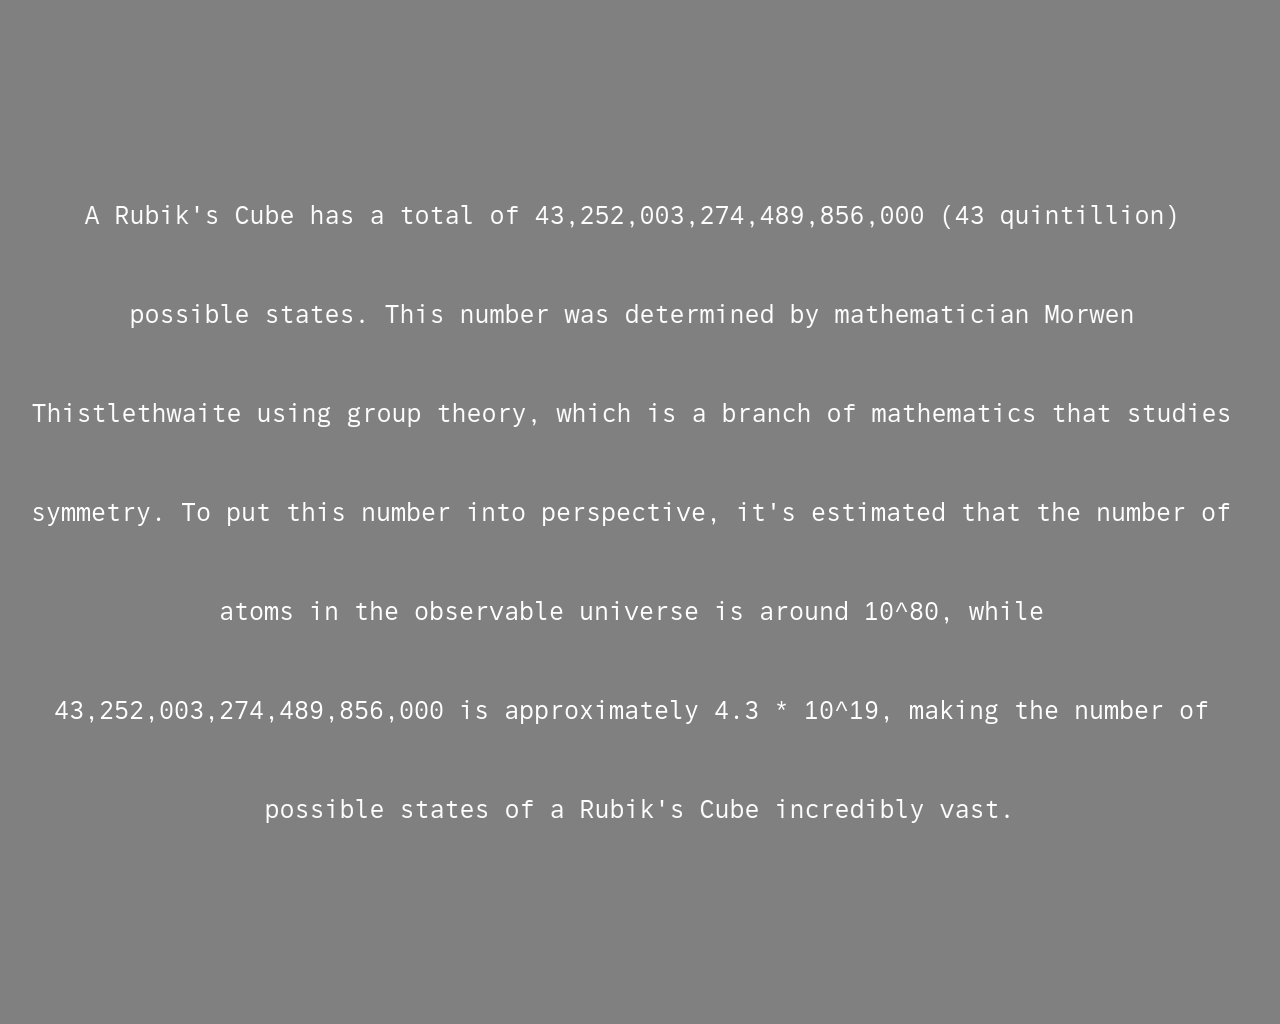 A Rubik's Cube has a total of 43,252,003,274,489,856,000 (43 quintillion)
possible states. This number was determined by mathematician Morwen
Thistlethwaite using group theory, which is a branch of mathematics that studies
symmetry. To put this number into perspective, it's estimated that the number of
atoms in the observable universe is around 10^80, while
43,252,003,274,489,856,000 is approximately 4.3 * 10^19, making the number of
possible states of a Rubik's Cube incredibly vast.